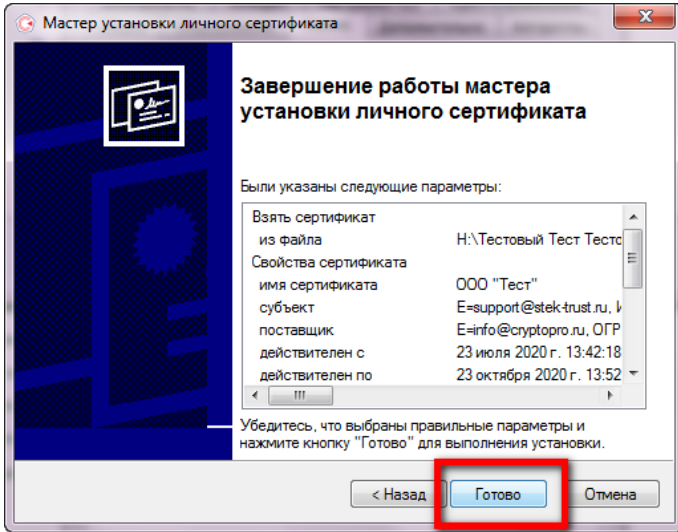 Мастер установки личного сертификата
Завершение работы мастера
установки личного сертификата
Были указаны следующие параметры:
Взять сертификат
из файла H:\Тестовый Тест Тесто
Свойства сертификата
имя сертификата ООО "Тест"
субъект E=support@stek-trust.ru, И
поставщик E=info@cryptopro.ru, ОГР
действителен с 23 июля 2020 г. 13:42:18
действителен по 23 октября 2020 г. 13:52
Убедитесь, что выбраны правильные параметры и
нажмите кнопку "Готово" для выполнения установки.
< Назад Готово Отмена